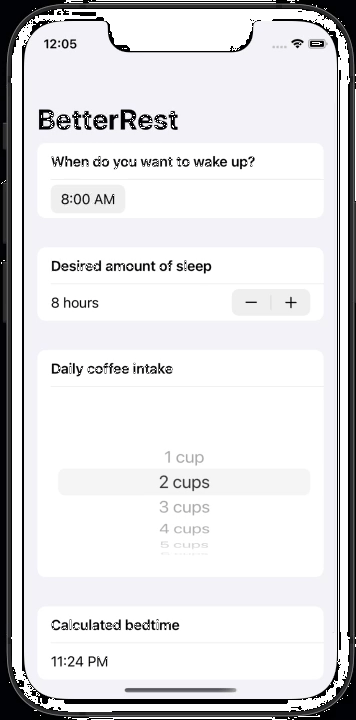 12:05
BetterRest
When do you want to wake up?
8:00 AM
Desired amount of sleep
8 hours
− +
Daily coffee intake
1 cup
2 cups
3 cups
4 cups
5 cups
Calculated bedtime
11:24 PM